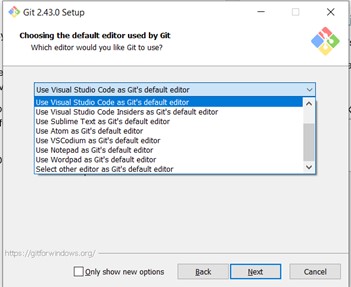 Git 2.43.0 Setup
Choosing the default editor used by Git
Which editor would you like Git to use?
Use Visual Studio Code as Git's default editor
Use Visual Studio Code as Git's default editor
Use Visual Studio Code Insiders as Git's default editor
Use Sublime Text as Git's default editor
Use Atom as Git's default editor
Use VSCodium as Git's default editor
Use Notepad as Git's default editor
Use Wordpad as Git's default editor
Select other editor as Git's default editor
https://gitforwindows.org/
Only show new options
Back
Next
Cancel